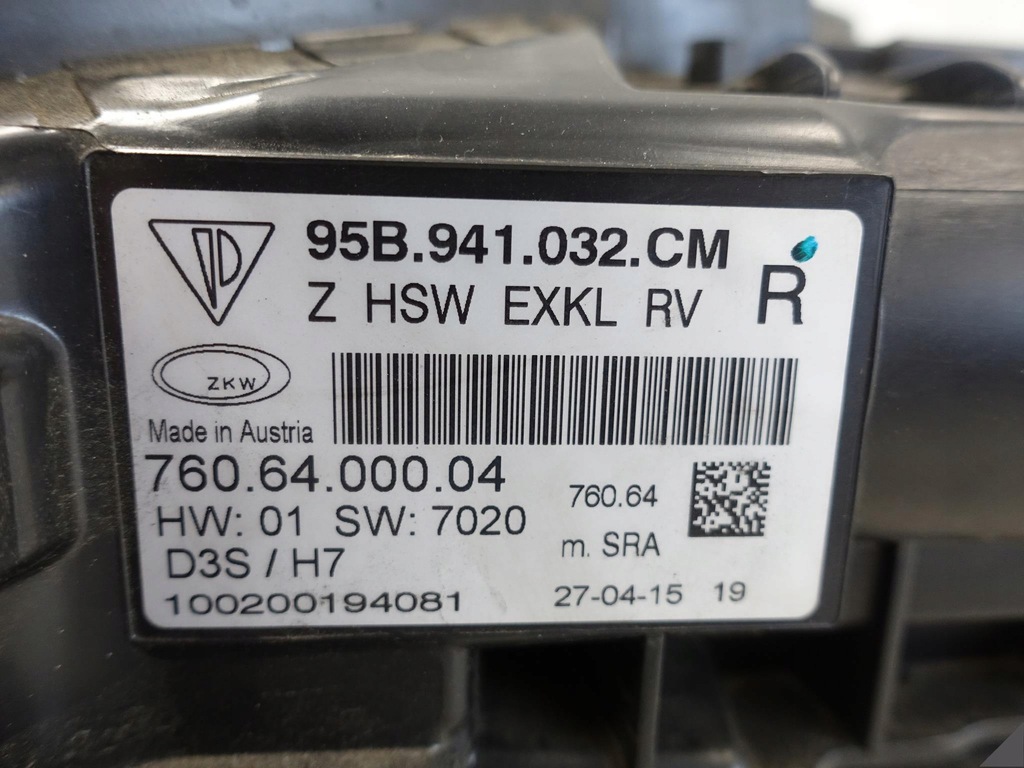 95B.941.032.CM
Z HSW EXKL RV R
ZKW
Made in Austria
760.64.000.04
760.64
HW: 01 SW: 7020
m. SRA
D3S / H7
100200194081
27-04-15 19